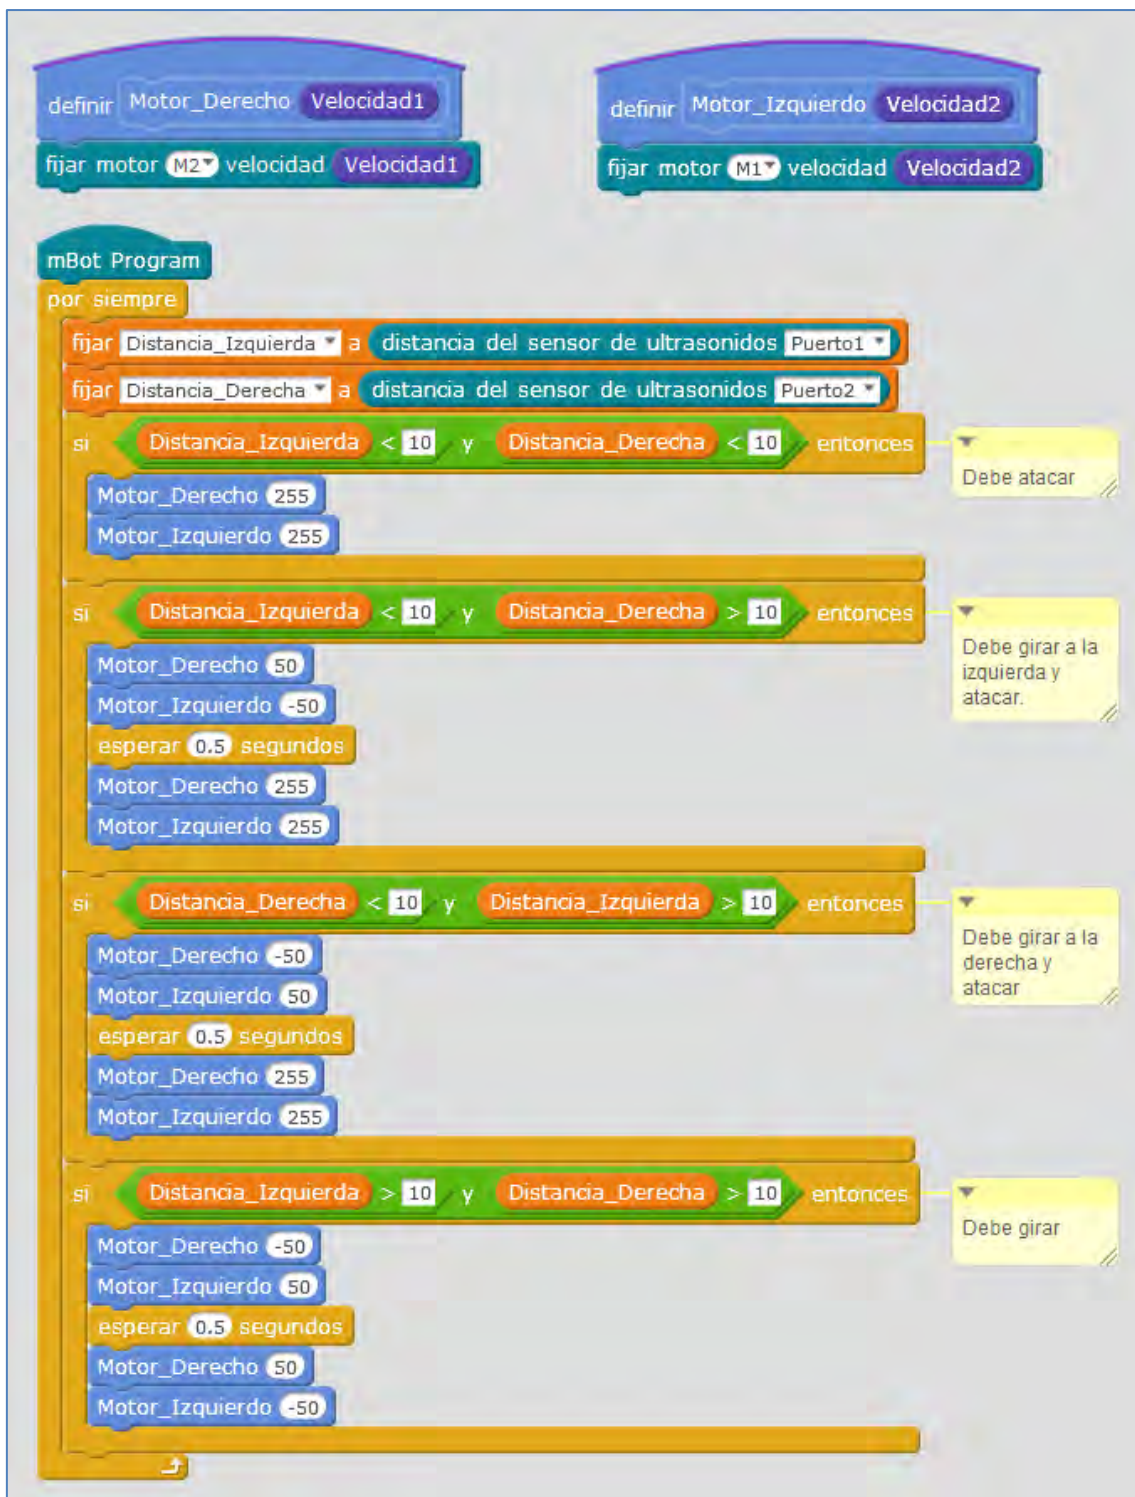 definir Motor_Derecho Velocidad1
fijar motor M2 velocidad Velocidad1
definir Motor_Izquierdo Velocidad2
fijar motor M1 velocidad Velocidad2
mBot Program
por siempre
fijar Distancia_Izquierda a distancia del sensor de ultrasonidos Puerto1
fijar Distancia_Derecha a distancia del sensor de ultrasonidos Puerto2
si Distancia_Izquierda < 10 y Distancia_Derecha < 10 entonces
Debe atacar
Motor_Derecho 255
Motor_Izquierdo 255
si Distancia_Izquierda < 10 y Distancia_Derecha > 10 entonces
Debe girar a la
izquierda y
atacar.
Motor_Derecho 50
Motor_Izquierdo -50
esperar 0.5 segundos
Motor_Derecho 255
Motor_Izquierdo 255
si Distancia_Derecha < 10 y Distancia_Izquierda > 10 entonces
Debe girar a la
derecha y
atacar
Motor_Derecho -50
Motor_Izquierdo 50
esperar 0.5 segundos
Motor_Derecho 255
Motor_Izquierdo 255
si Distancia_Izquierda > 10 y Distancia_Derecha > 10 entonces
Debe girar
Motor_Derecho -50
Motor_Izquierdo 50
esperar 0.5 segundos
Motor_Derecho 50
Motor_Izquierdo -50